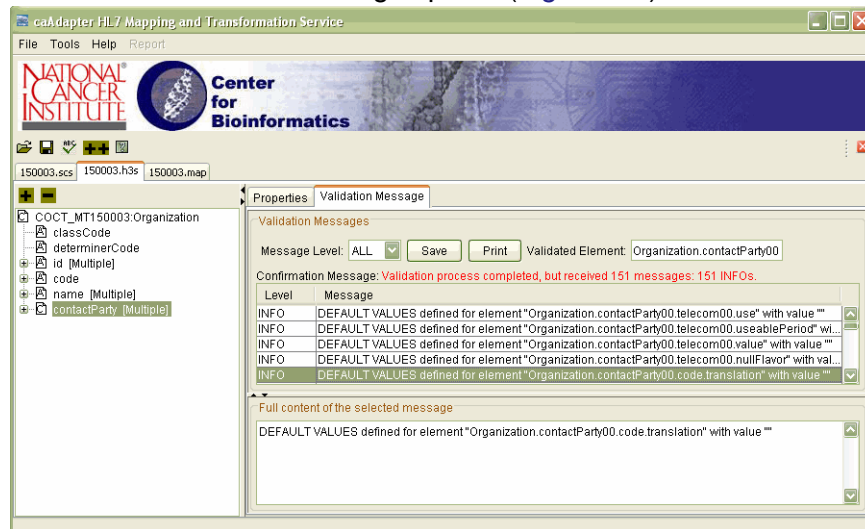 caAdapter HL7 Mapping and Transformation Service
File Tools Help Report
NATIONAL CANCER INSTITUTE
Center for Bioinformatics
150003.scs 150003.h3s 150003.map
COCT_MT150003:Organization
classCode
determinerCode
id [Multiple]
code
name [Multiple]
contactParty [Multiple]
Properties Validation Message
Validation Messages
Message Level: ALL Save Print Validated Element: Organization.contactParty00
Confirmation Message: Validation process completed, but received 151 messages: 151 INFOs.
Level Message
INFO DEFAULT VALUES defined for element "Organization.contactParty00.telecom00.use" with value ""
INFO DEFAULT VALUES defined for element "Organization.contactParty00.telecom00.useablePeriod" wi...
INFO DEFAULT VALUES defined for element "Organization.contactParty00.telecom00.value" with value ""
INFO DEFAULT VALUES defined for element "Organization.contactParty00.telecom00.nullFlavor" with val...
INFO DEFAULT VALUES defined for element "Organization.contactParty00.code.translation" with value ""
Full content of the selected message
DEFAULT VALUES defined for element "Organization.contactParty00.code.translation" with value ""